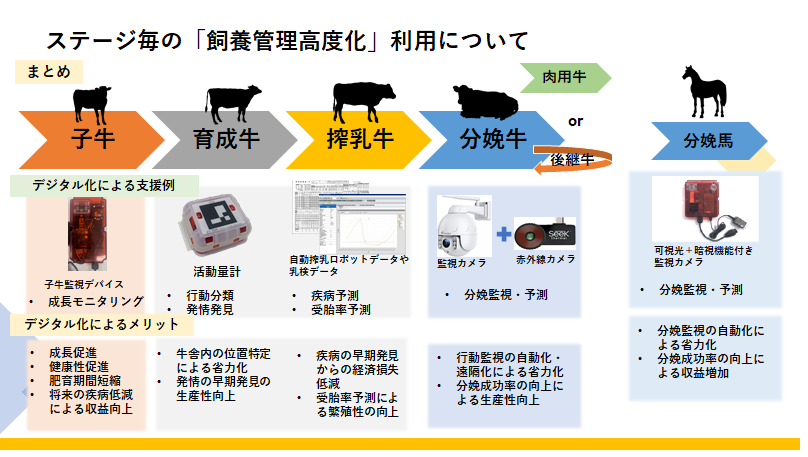 ステージ毎の「飼養管理高度化」利用について
まとめ
子牛
育成牛
搾乳牛
分娩牛
肉用牛
or
後継牛
分娩馬
デジタル化による支援例
子牛監視デバイス
• 成長モニタリング
活動量計
• 行動分類
• 発情発見
自動搾乳ロボットデータや
乳検データ
• 疾病予測
• 受胎率予測
監視カメラ
赤外線カメラ
Seek
• 分娩監視・予測
可視光＋暗視機能付き
監視カメラ
• 分娩監視・予測
デジタル化によるメリット
• 成長促進
• 健康性促進
• 肥育期間短縮
• 将来の疾病低減
による収益向上
• 牛舎内の位置特定
による省力化
• 発情の早期発見の
生産性向上
• 疾病の早期発見
からの経済損失
低減
• 受胎率予測によ
る繁殖性の向上
• 行動監視の自動化・
遠隔化による省力化
• 分娩成功率の向上に
よる生産性向上
• 分娩監視の自動化に
よる省力化
• 分娩成功率の向上に
よる収益増加